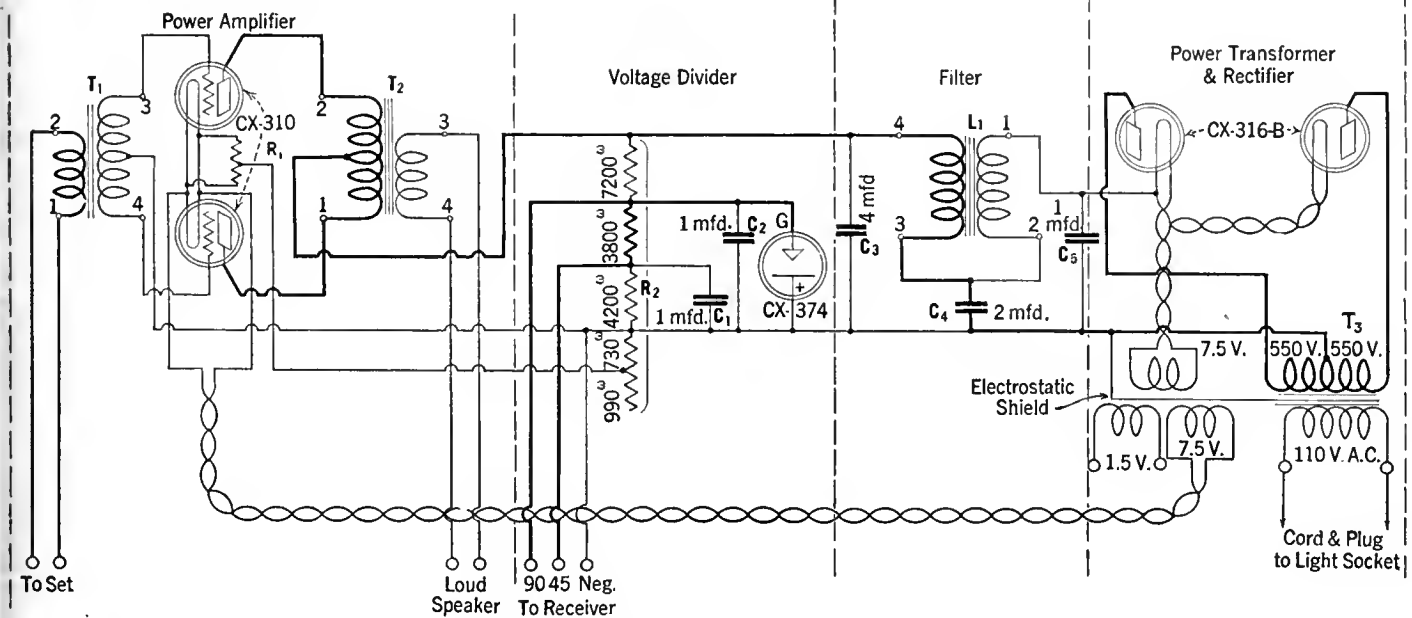 Power Amplifier
T1
2
1
3
4
CX-310
R1
T2
2
1
3
4
Voltage Divider
7200 ω
3800 ω
4200 ω
730 ω
990 ω
R2
1 mfd.
C2
1 mfd.
C1
G
+
CX-374
Filter
4 mfd
C3
L1
4
3
1
2
C4
2 mfd.
1
mfd.
C5
Power Transformer
& Rectifier
CX-316-B
T3
7.5 V.
550 V.
550 V.
Electrostatic
Shield
1.5 V.
7.5 V.
110 V. A.C.
Cord & Plug
to Light Socket
To Set
Loud
Speaker
90 45 Neg.
To Receiver